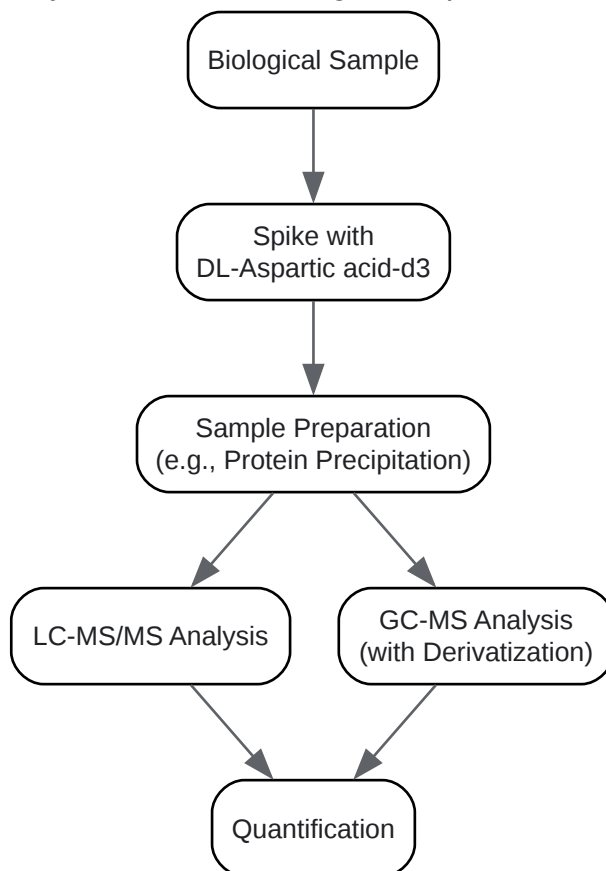 Biological Sample
Spike with
DL-Aspartic acid-d3
Sample Preparation
(e.g., Protein Precipitation)
LC-MS/MS Analysis
GC-MS Analysis
(with Derivatization)
Quantification